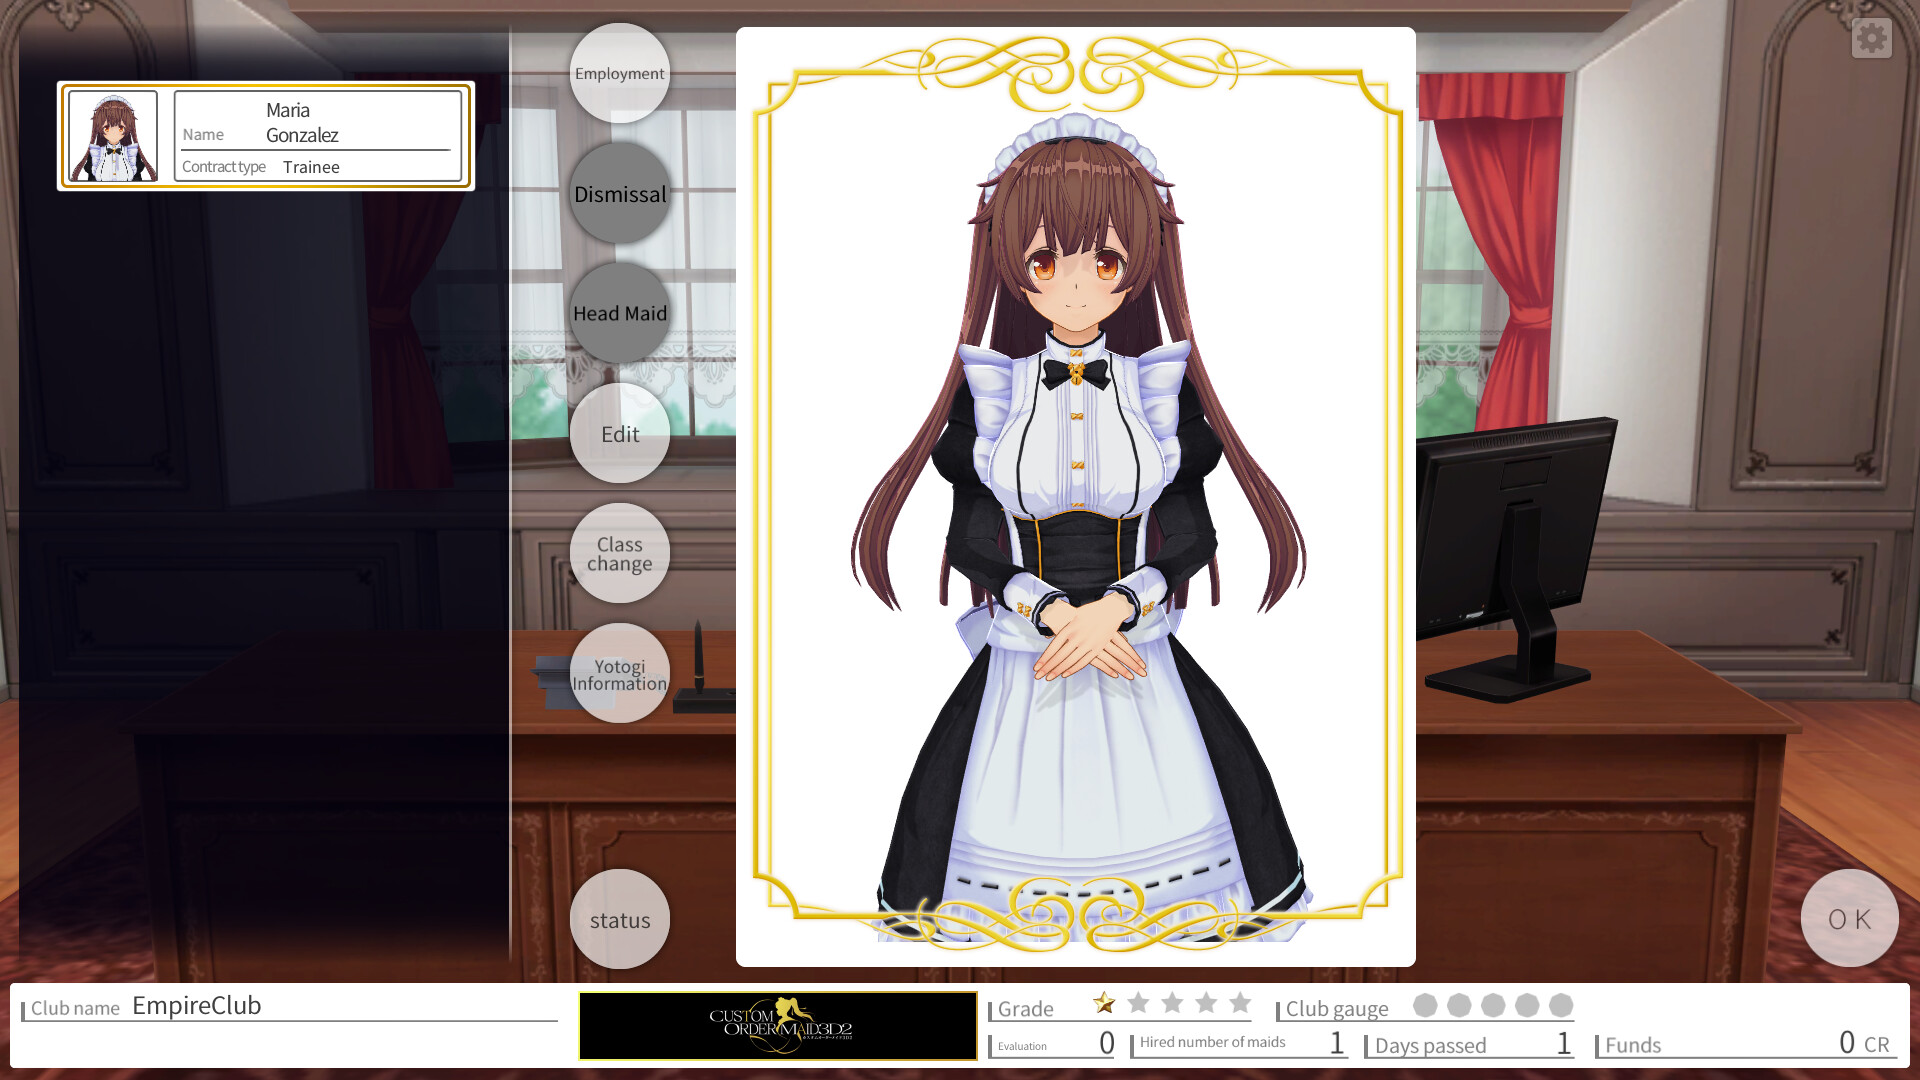 Maria
Name Gonzalez
Contract type Trainee
Employment
Dismissal
Head Maid
Edit
Class
change
Yotogi
Information
status
OK
Club name EmpireClub
CUSTOM
ORDER MAID3D2
Grade
Club gauge
Evaluation 0
Hired number of maids 1
Days passed 1
Funds 0 CR